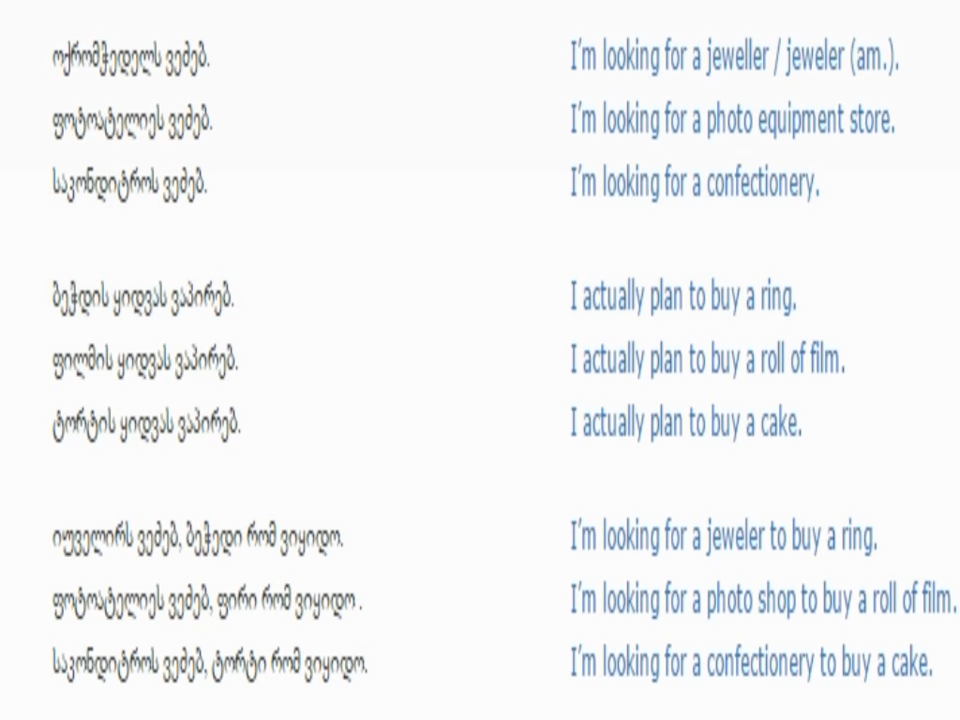 ოქრომჭედელს ვეძებ.
I’m looking for a jeweller / jeweler (am.).
ფოტოატელიეს ვეძებ.
I’m looking for a photo equipment store.
საკონდიტროს ვეძებ.
I’m looking for a confectionery.
ბეჭდის ყიდვას ვაპირებ.
I actually plan to buy a ring.
ფილმის ყიდვას ვაპირებ.
I actually plan to buy a roll of film.
ტორტის ყიდვას ვაპირებ.
I actually plan to buy a cake.
იუველირს ვეძებ, ბეჭედი რომ ვიყიდო.
I’m looking for a jeweler to buy a ring.
ფოტოატელიეს ვეძებ, ფირი რომ ვიყიდო .
I’m looking for a photo shop to buy a roll of film.
საკონდიტროს ვეძებ, ტორტი რომ ვიყიდო.
I’m looking for a confectionery to buy a cake.